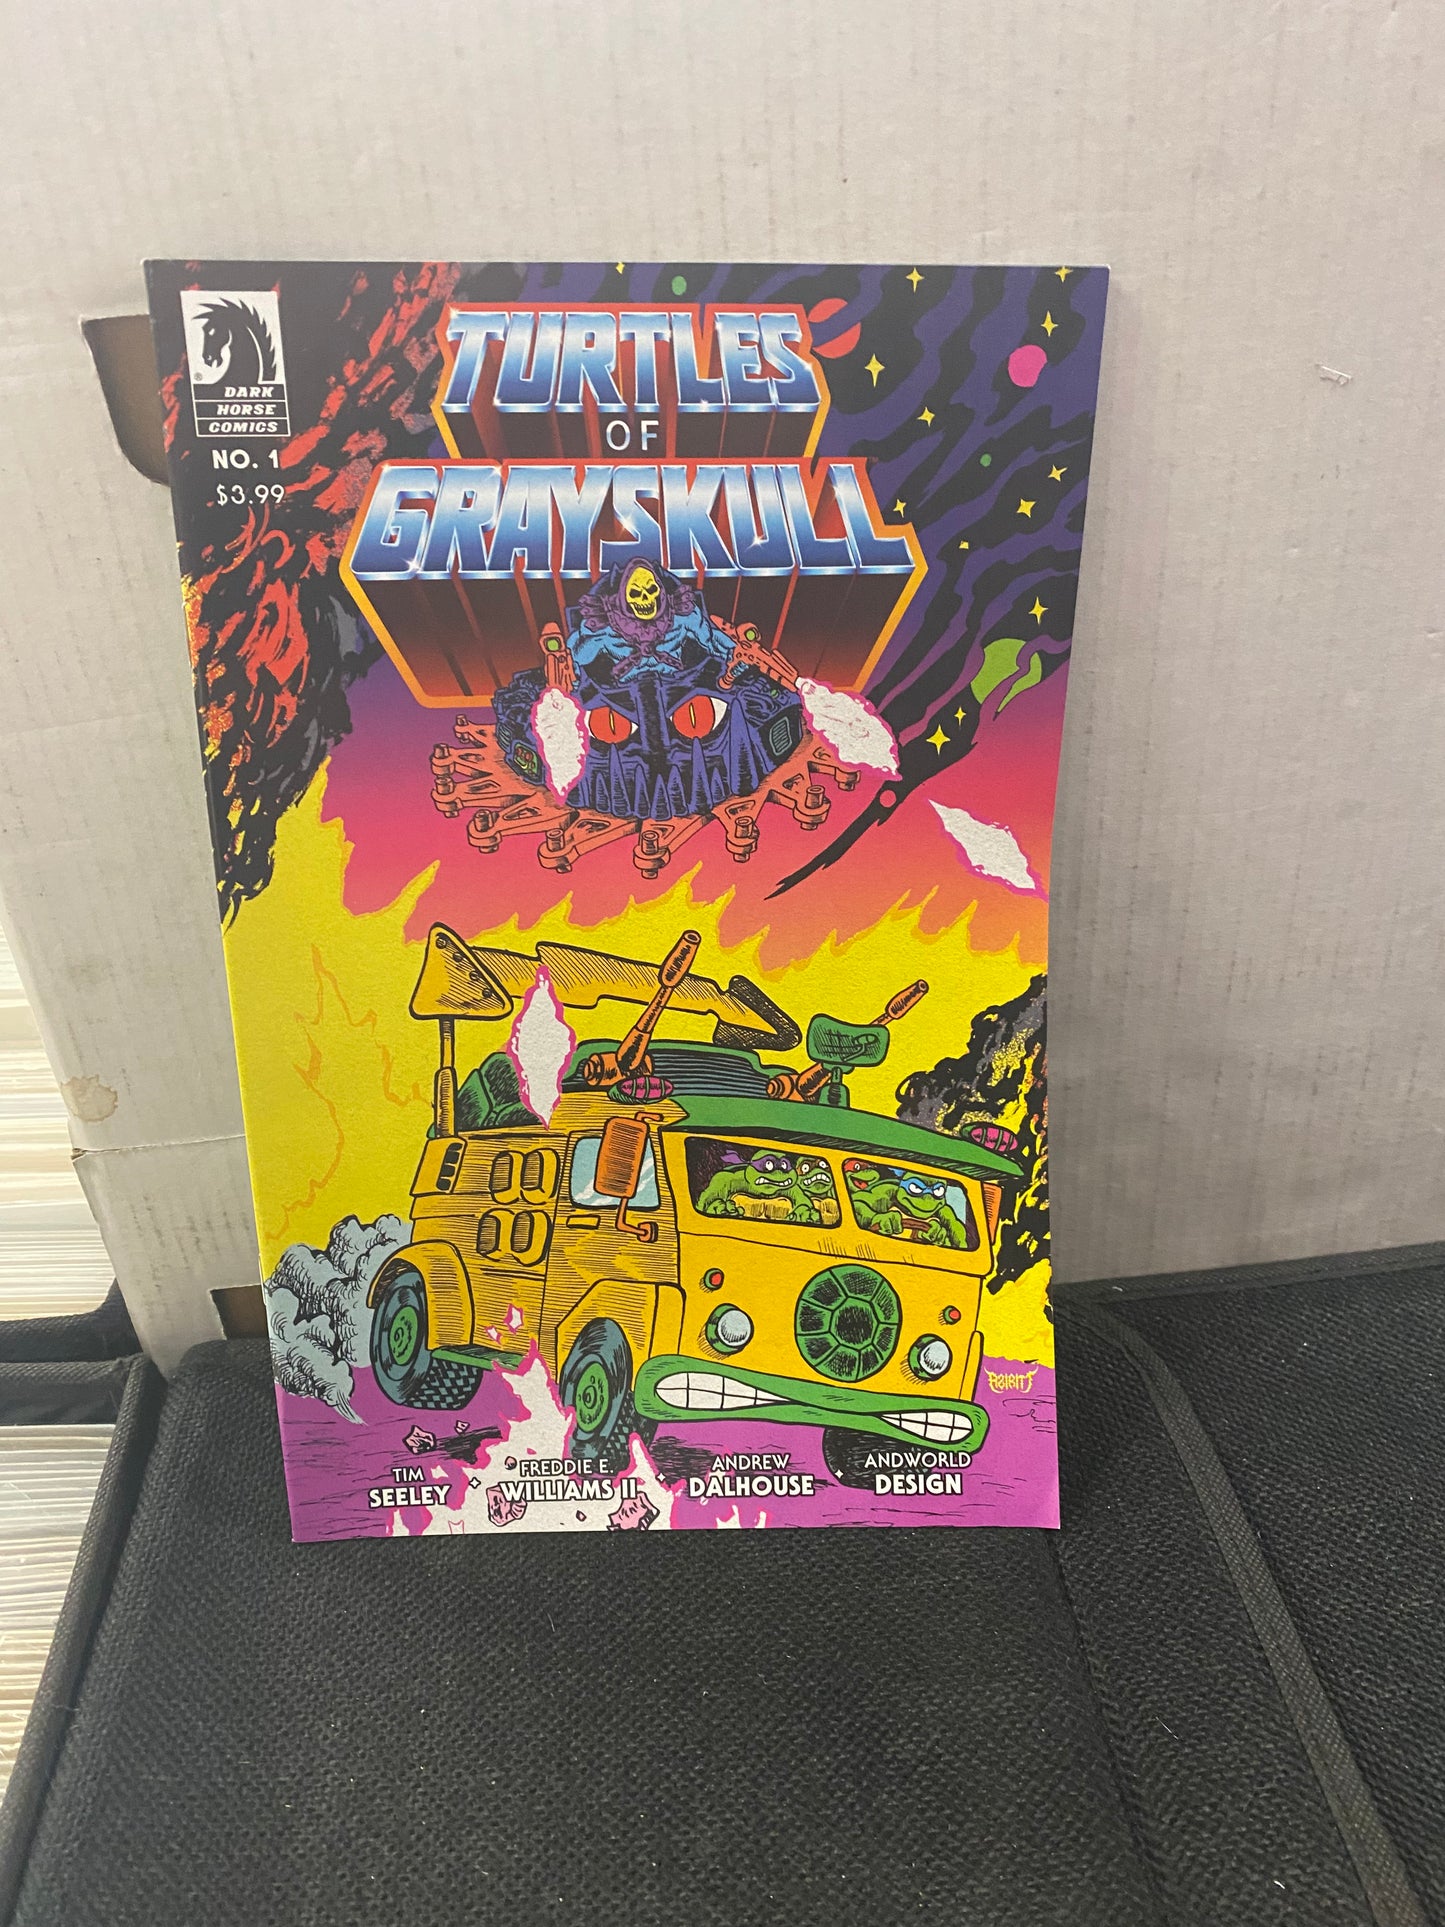 DARK
HORSE
COMICS
®
NO. 1
$3.99
TURTLES
OF
GRAYSKULL
TIM
SEELEY
FREDDIE E.
WILLIAMS II
ANDREW
DALHOUSE
ANDWORLD
DESIGN